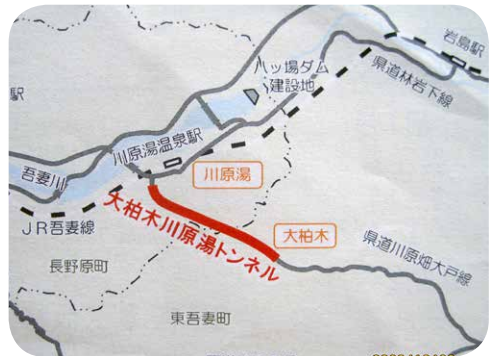 岩島駅
八ッ場ダム
建設地
県道林岩下線
駅
川原湯温泉駅
吾妻川
川原湯
大柏木川原湯トンネル
大柏木
JR吾妻線
県道川原畑大戸線
長野原町
東吾妻町